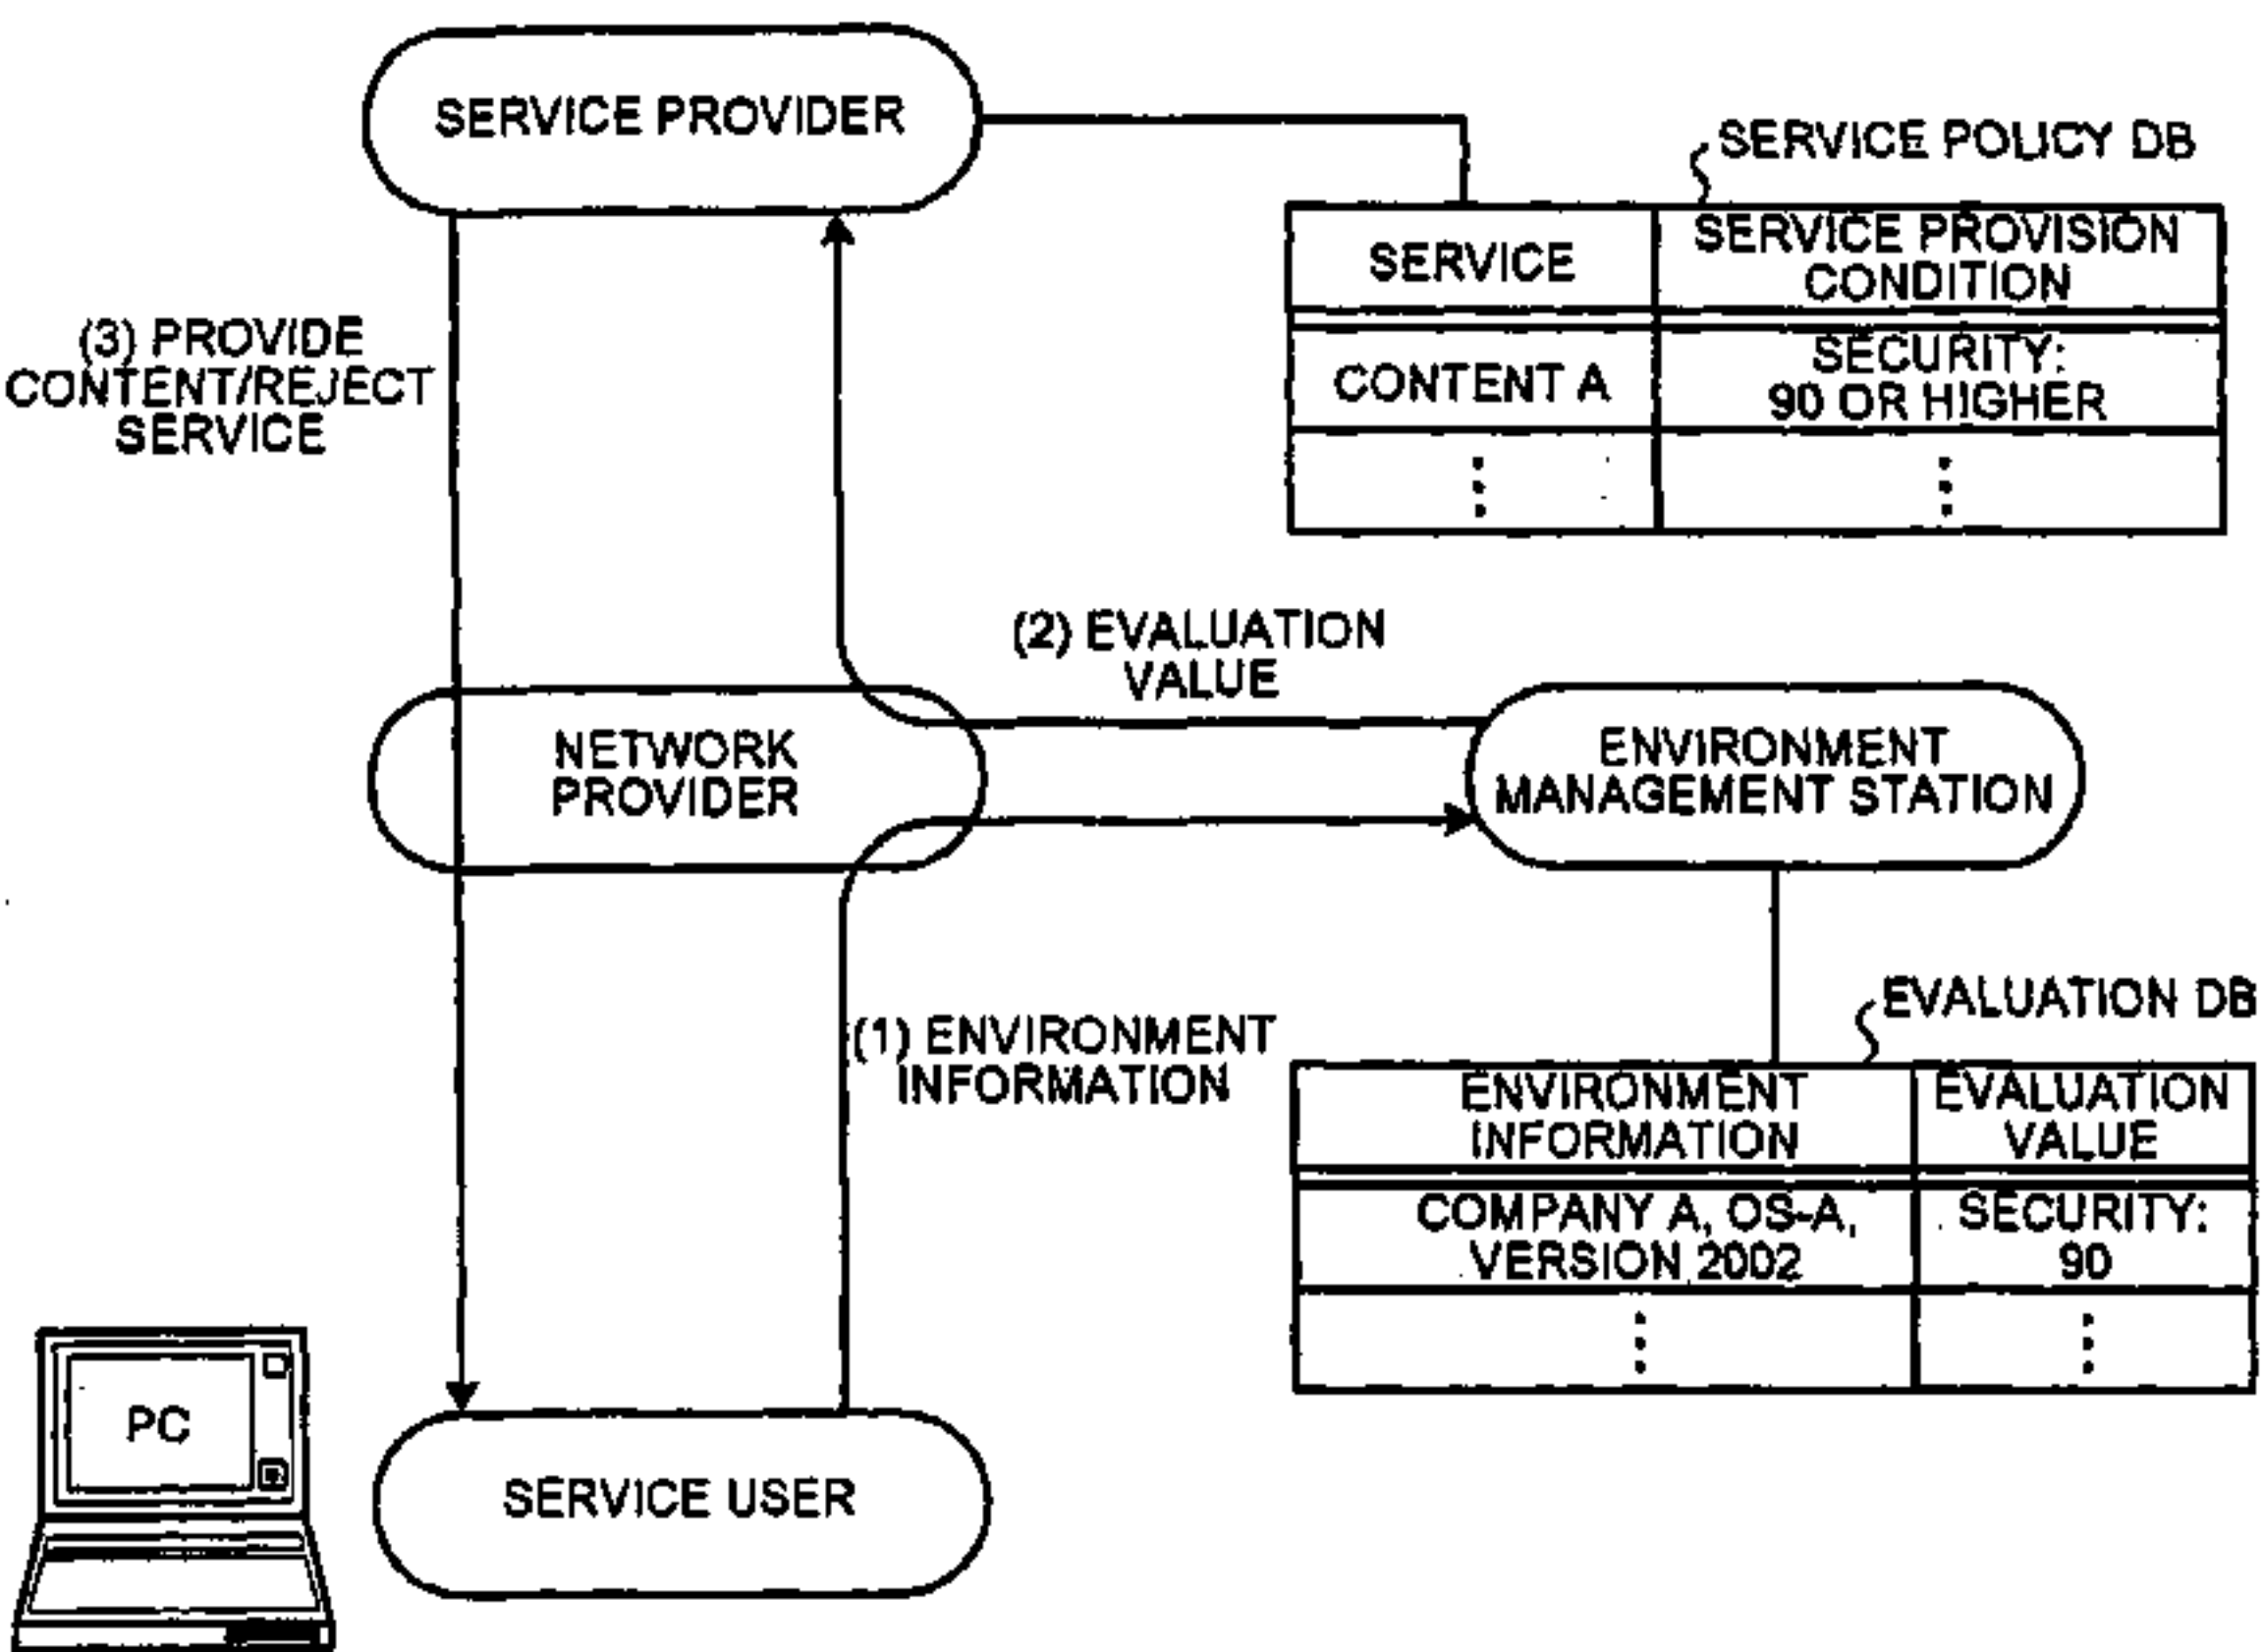 SERVICE PROVIDER
SERVICE POLICY DB
SERVICE
SERVICE PROVISION
CONDITION
CONTENT A
SECURITY:
90 OR HIGHER
(3) PROVIDE
CONTENT/REJECT
SERVICE
(2) EVALUATION
VALUE
NETWORK
PROVIDER
ENVIRONMENT
MANAGEMENT STATION
(1) ENVIRONMENT
INFORMATION
EVALUATION DB
ENVIRONMENT
INFORMATION
EVALUATION
VALUE
COMPANY A, OS-A,
VERSION 2002
SECURITY:
90
PC
SERVICE USER